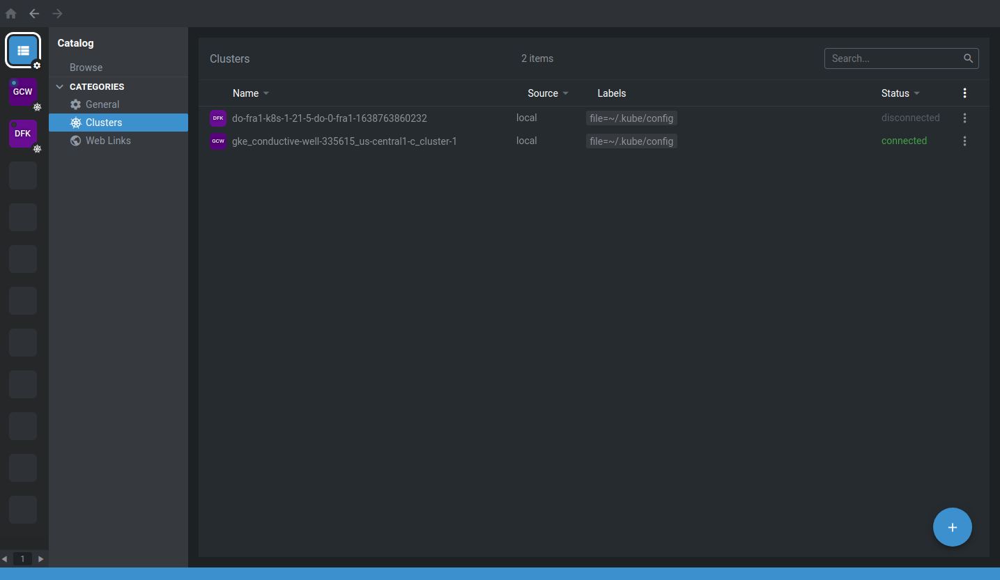 Catalog
Browse
CATEGORIES
General
Clusters
Web Links
GCW
DFK
1
Clusters
2 items
Search...
Name Source Labels Status
DFK do-fra1-k8s-1-21-5-do-0-fra1-1638763860232 local file=~/.kube/config disconnected
GCW gke_conductive-well-335615_us-central1-c_cluster-1 local file=~/.kube/config connected